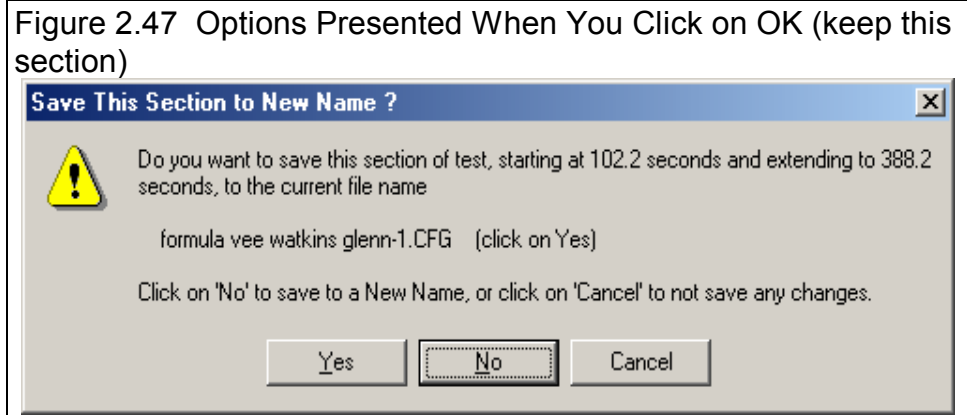 Figure 2.47  Options Presented When You Click on OK (keep this
section)
Save This Section to New Name ?
Do you want to save this section of test, starting at 102.2 seconds and extending to 388.2
seconds, to the current file name
formula vee watkins glenn-1.CFG   (click on Yes)
Click on 'No' to save to a New Name, or click on 'Cancel' to not save any changes.
Yes No Cancel